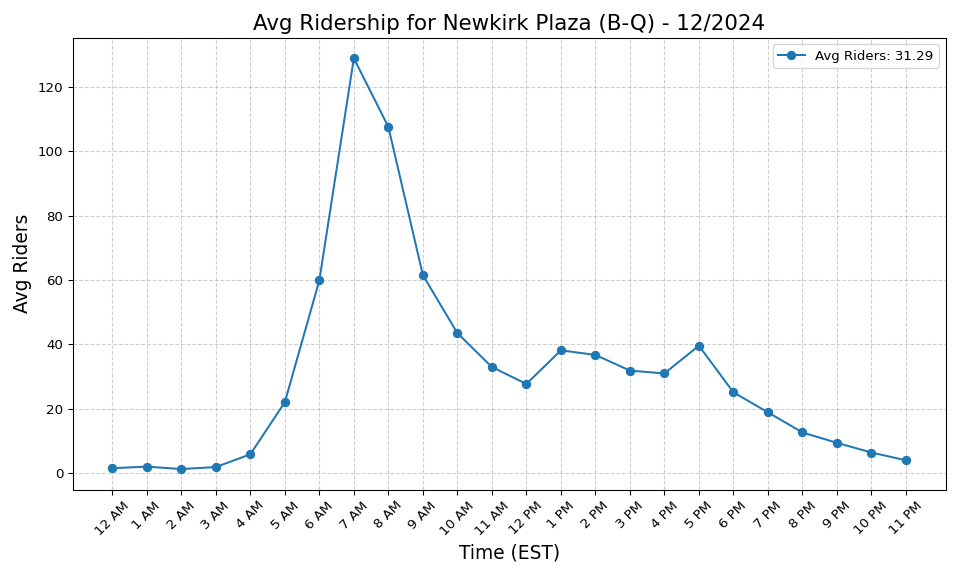 Avg Ridership for Newkirk Plaza (B-Q) - 12/2024
Avg Riders: 31.29
Avg Riders
120
100
80
60
40
20
0
12 AM 1 AM 2 AM 3 AM 4 AM 5 AM 6 AM 7 AM 8 AM 9 AM 10 AM 11 AM 12 PM 1 PM 2 PM 3 PM 4 PM 5 PM 6 PM 7 PM 8 PM 9 PM 10 PM 11 PM
Time (EST)